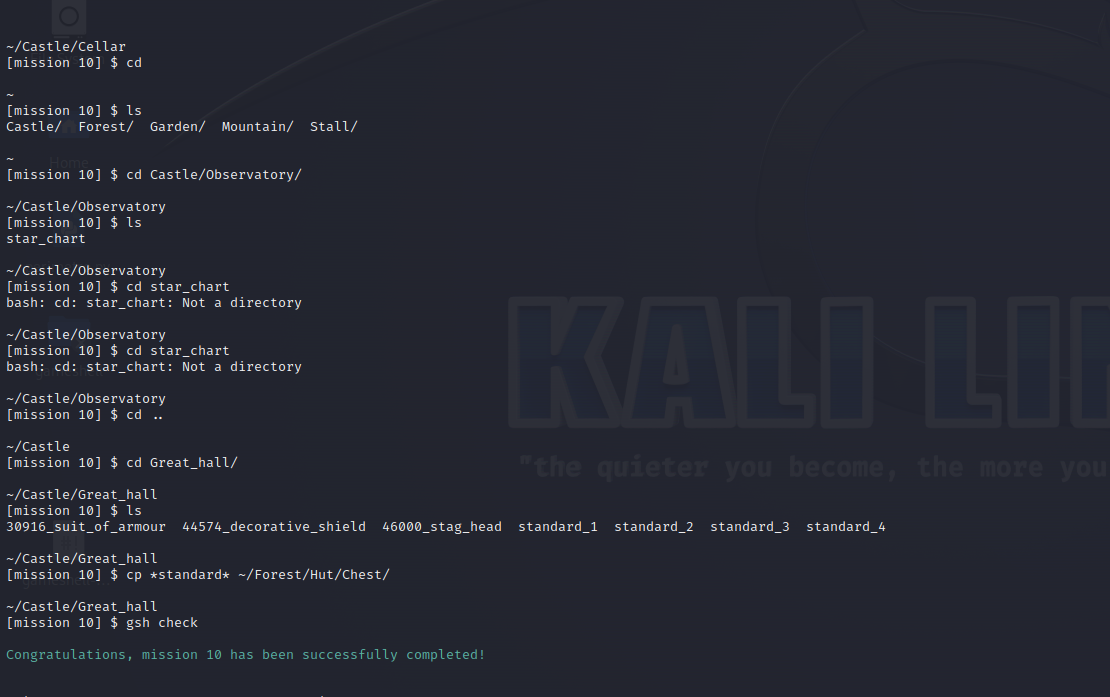 ~/Castle/Cellar
[mission 10] $ cd
~
[mission 10] $ ls
Castle/  Forest/  Garden/  Mountain/  Stall/
~
Home
[mission 10] $ cd Castle/Observatory/
~/Castle/Observatory
[mission 10] $ ls
star_chart
~/Castle/Observatory
[mission 10] $ cd star_chart
bash: cd: star_chart: Not a directory
~/Castle/Observatory
[mission 10] $ cd star_chart
bash: cd: star_chart: Not a directory
~/Castle/Observatory
[mission 10] $ cd ..
KALI LI
~/Castle
[mission 10] $ cd Great_hall/
"the quieter you become, the more you
~/Castle/Great_hall
[mission 10] $ ls
30916_suit_of_armour  44574_decorative_shield  46000_stag_head  standard_1  standard_2  standard_3  standard_4
~/Castle/Great_hall
[mission 10] $ cp *standard* ~/Forest/Hut/Chest/
~/Castle/Great_hall
[mission 10] $ gsh check
Congratulations, mission 10 has been successfully completed!